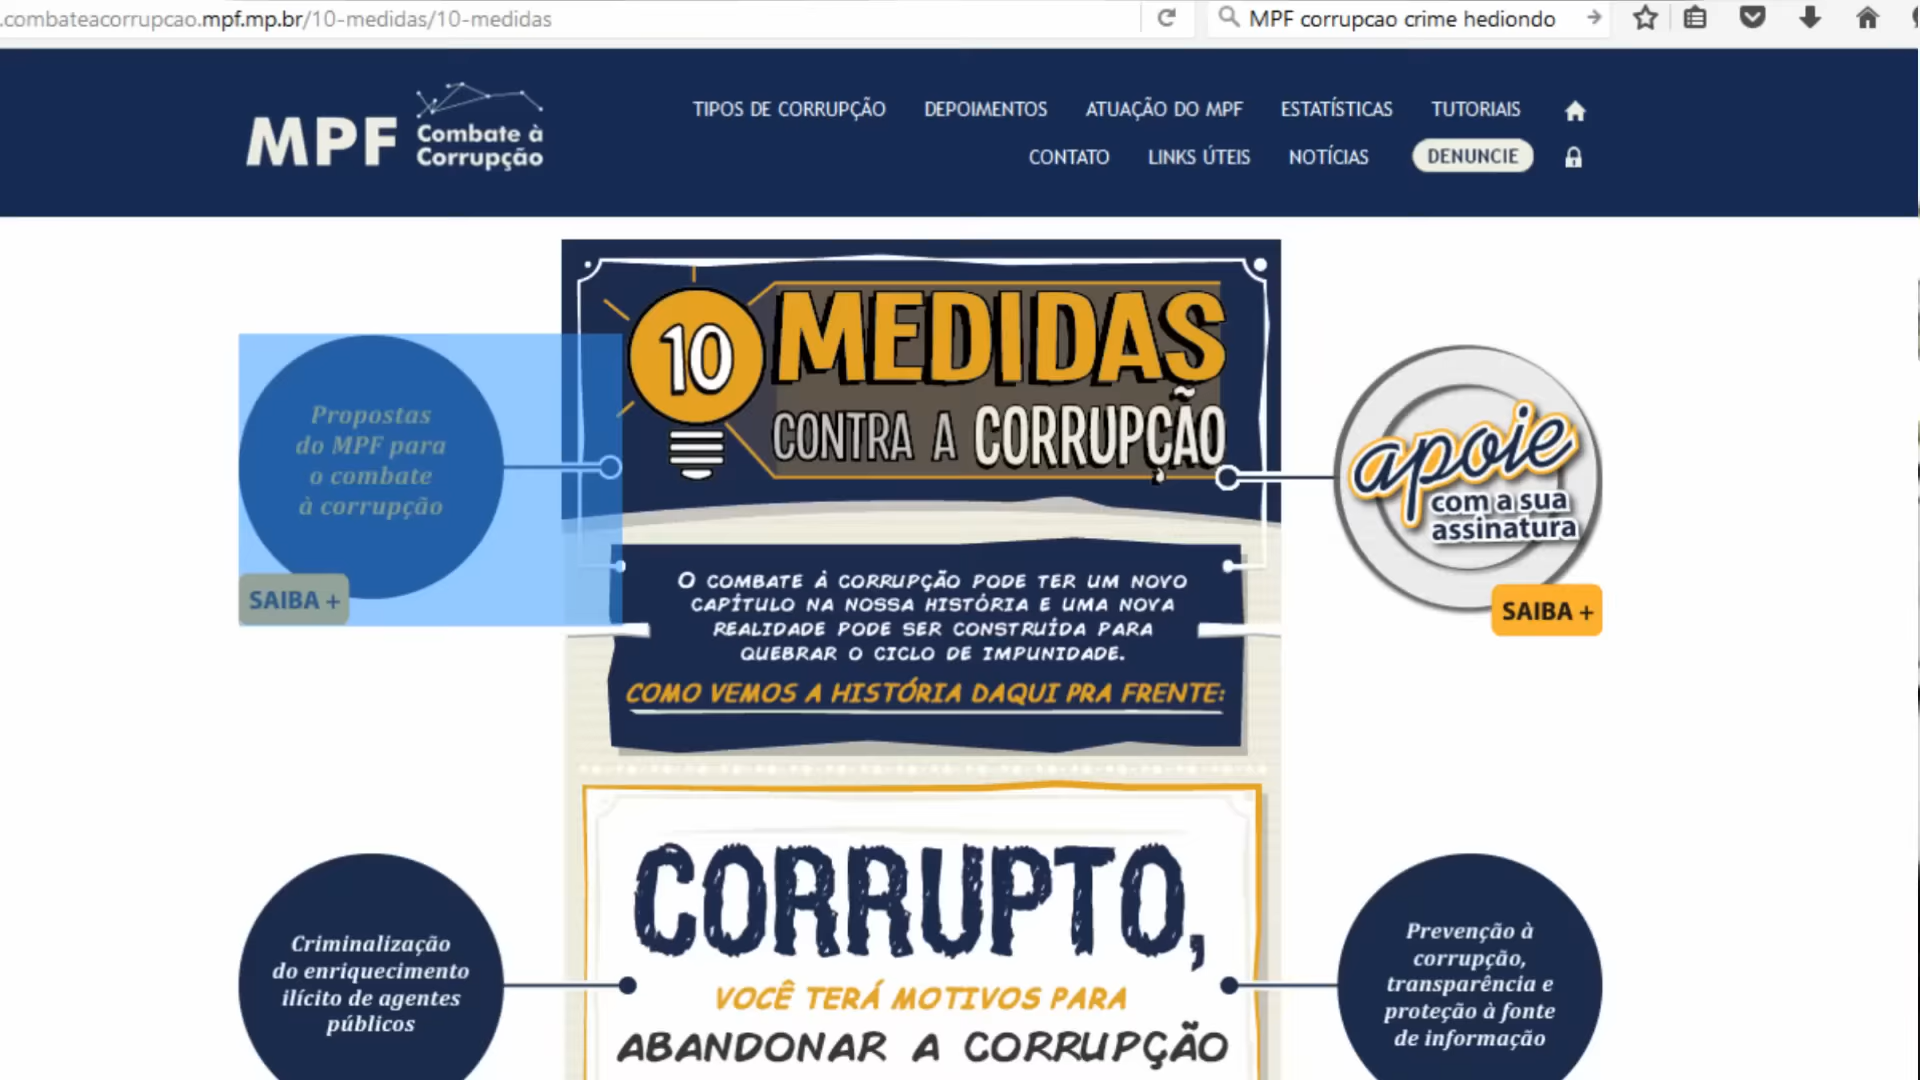 .combateacorrupcao.mpf.mp.br/10-medidas/10-medidas
MPF corrupcao crime hediondo
MPF Combate à
Corrupção
TIPOS DE CORRUPÇÃO DEPOIMENTOS ATUAÇÃO DO MPF ESTATÍSTICAS TUTORIAIS
CONTATO LINKS ÚTEIS NOTÍCIAS DENUNCIE
10 MEDIDAS
CONTRA A CORRUPÇÃO
Propostas
do MPF para
o combate
à corrupção
SAIBA +
apoie
com a sua
assinatura
SAIBA +
O COMBATE À CORRUPÇÃO PODE TER UM NOVO
CAPÍTULO NA NOSSA HISTÓRIA E UMA NOVA
REALIDADE PODE SER CONSTRUÍDA PARA
QUEBRAR O CICLO DE IMPUNIDADE.
COMO VEMOS A HISTÓRIA DAQUI PRA FRENTE:
CORRUPTO,
VOCÊ TERÁ MOTIVOS PARA
ABANDONAR A CORRUPÇÃO
Criminalização
do enriquecimento
ilícito de agentes
públicos
Prevenção à
corrupção,
transparência e
proteção à fonte
de informação